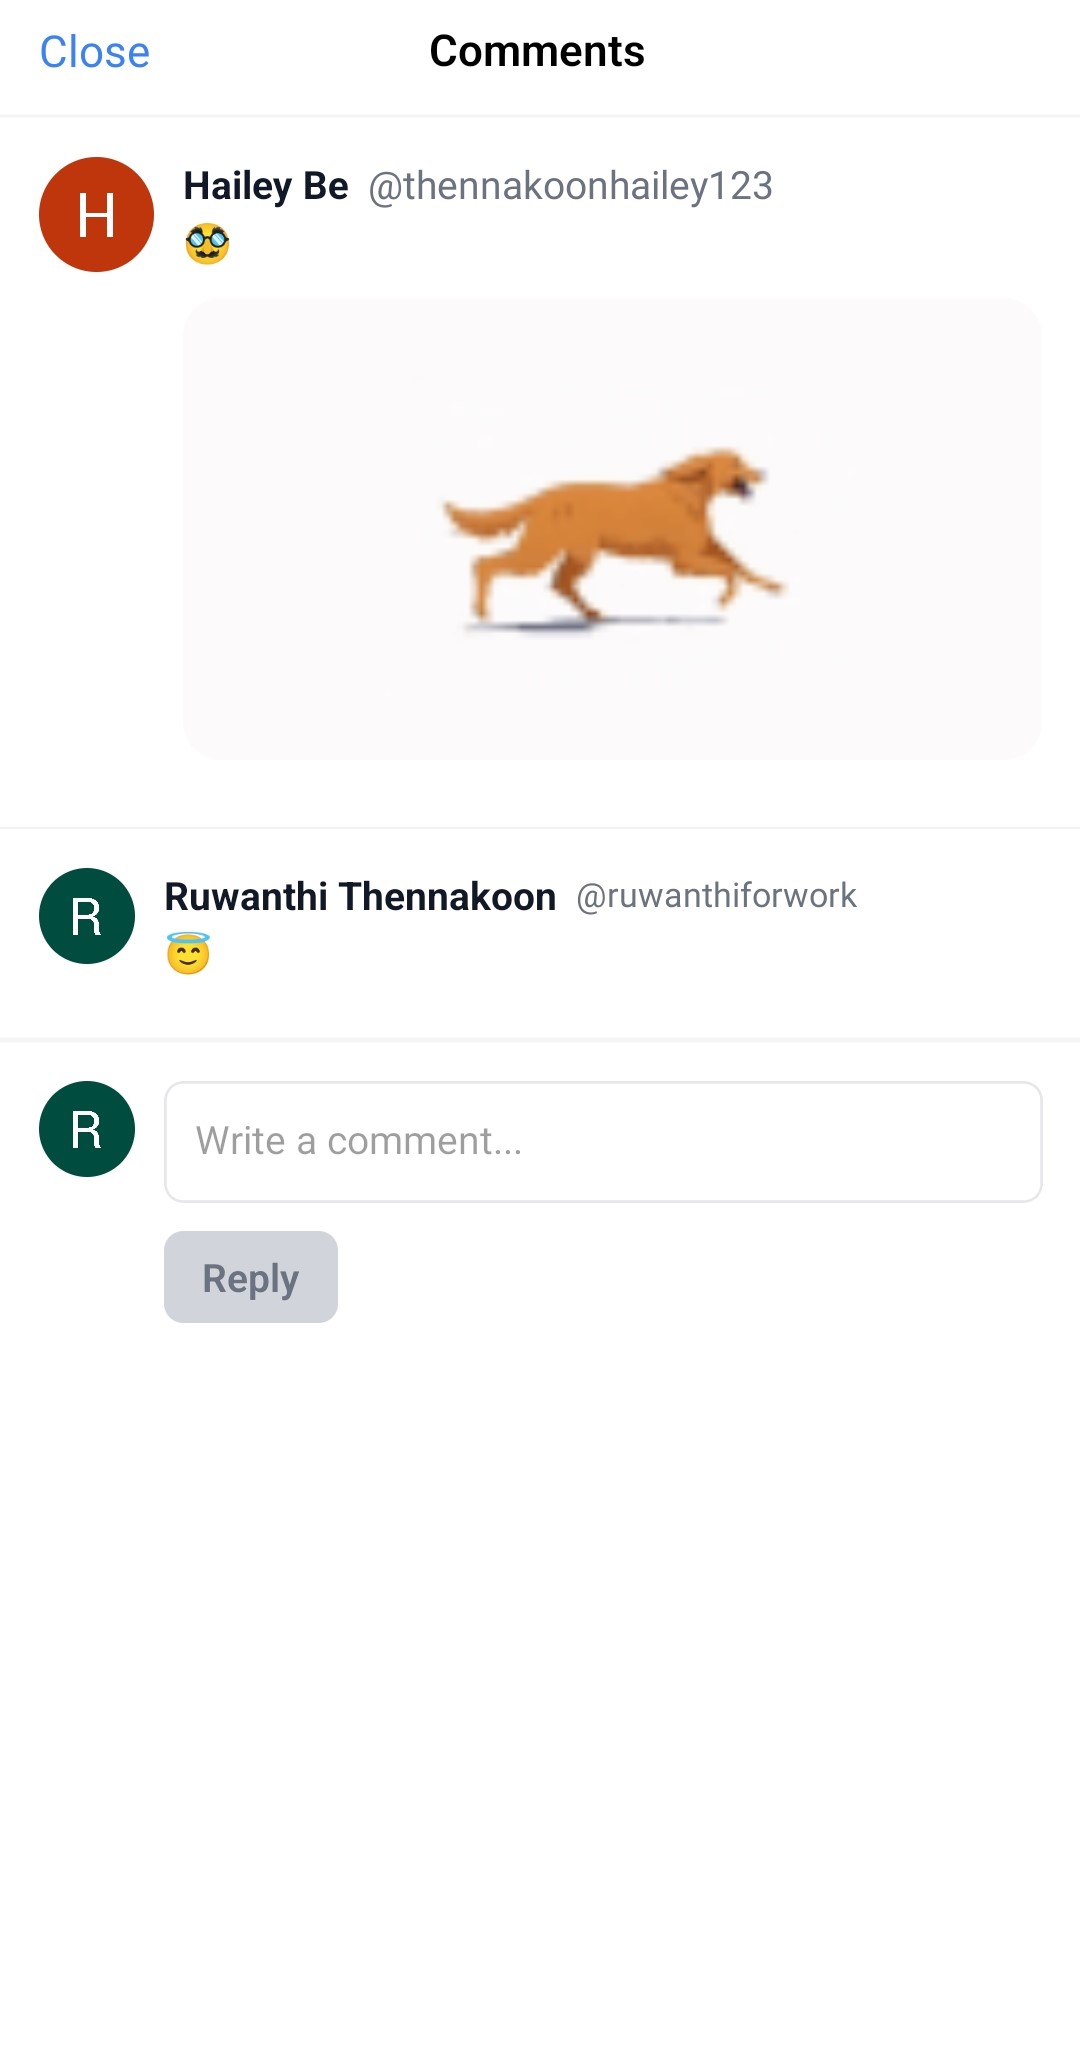 Close Comments
H Hailey Be @thennakoonhailey123
🥸
R Ruwanthi Thennakoon @ruwanthiforwork
😇
R Write a comment...
Reply